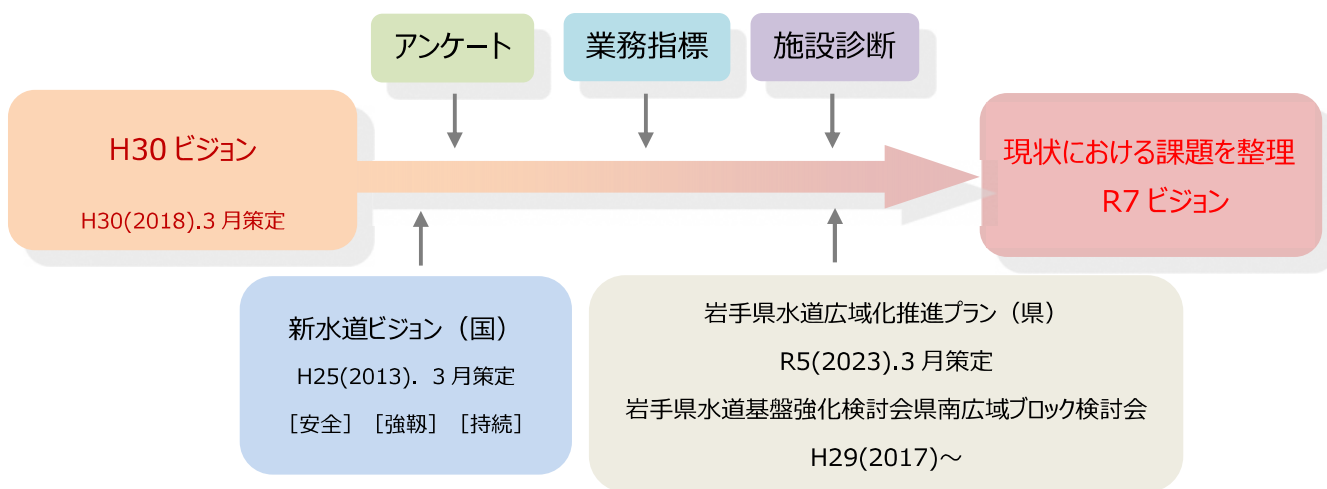 アンケート
業務指標
施設診断
H30 ビジョン
H30(2018).3 月策定
現状における課題を整理
R7 ビジョン
新水道ビジョン（国）
H25(2013)．3 月策定
［安全］［強靱］［持続］
岩手県水道広域化推進プラン（県）
R5(2023).3 月策定
岩手県水道基盤強化検討会県南広域ブロック検討会
H29(2017)～